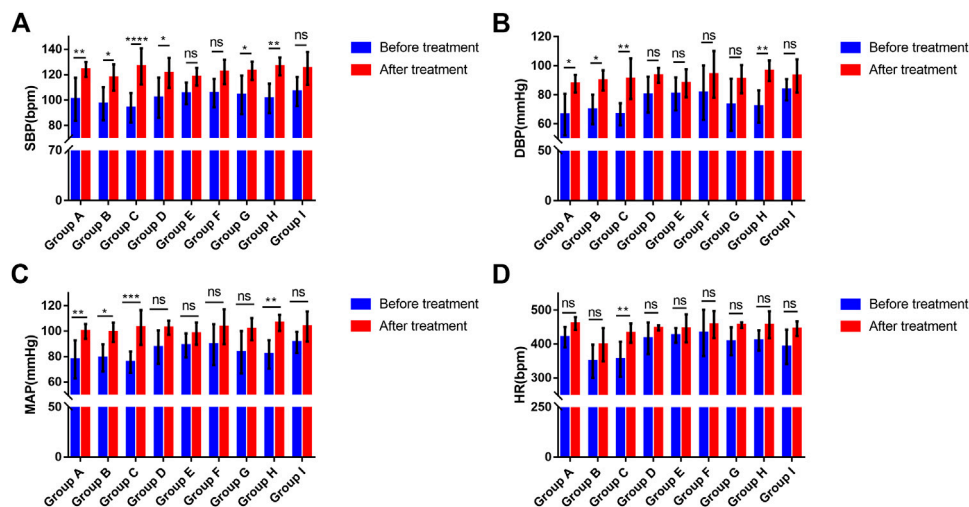 A
SBP(bpm)
140
120
100
80
70
0
** * **** * ns ns * ** ns
Group A Group B Group C Group D Group E Group F Group G Group H Group I
Before treatment
After treatment
B
DBP(mmHg)
120
100
80
60
50
0
* * ** ns ns ns ns ** ns
Group A Group B Group C Group D Group E Group F Group G Group H Group I
Before treatment
After treatment
C
MAP(mmHg)
120
100
80
60
50
0
** * *** ns ns ns ns ** ns
Group A Group B Group C Group D Group E Group F Group G Group H Group I
Before treatment
After treatment
D
HR(bpm)
500
400
300
250
0
ns ns ** ns ns ns ns ns ns
Group A Group B Group C Group D Group E Group F Group G Group H Group I
Before treatment
After treatment